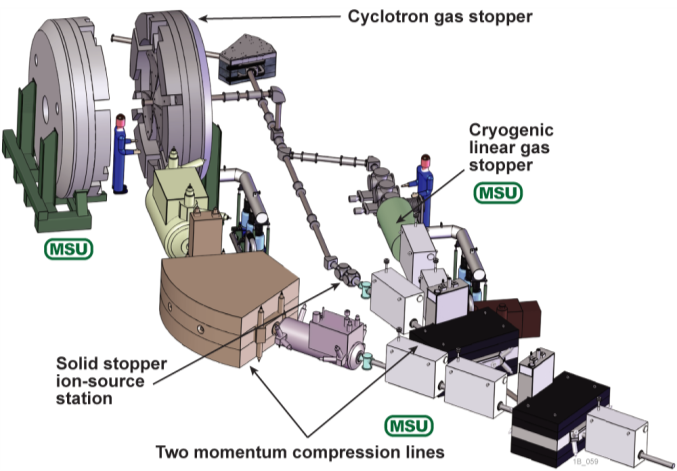 Cyclotron gas stopper
Cryogenic
linear gas
stopper
MSU
MSU
Solid stopper
ion-source
station
MSU
Two momentum compression lines
1B_059